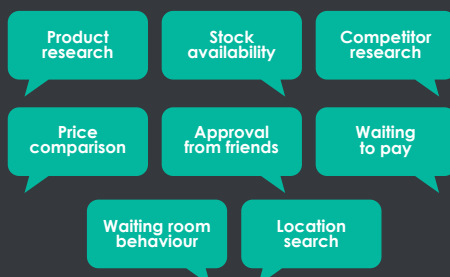 Product
research
Stock
availability
Competitor
research
Price
comparison
Approval
from friends
Waiting
to pay
Waiting room
behaviour
Location
search